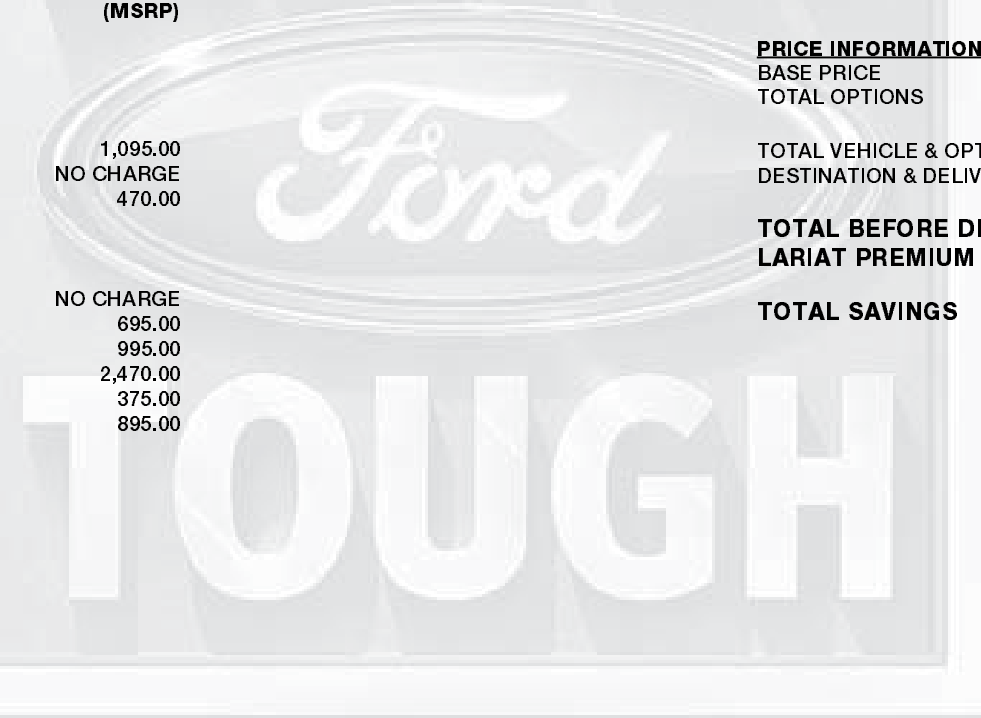 (MSRP)
1,095.00
NO CHARGE
470.00
NO CHARGE
695.00
995.00
2,470.00
375.00
895.00
Ford
TOUGH
PRICE INFORMATION
BASE PRICE
TOTAL OPTIONS
TOTAL VEHICLE & OPT
DESTINATION & DELIV
TOTAL BEFORE DI
LARIAT PREMIUM
TOTAL SAVINGS